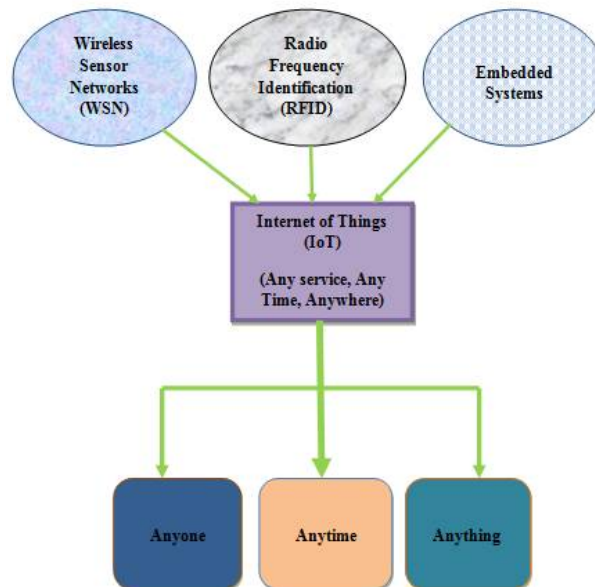 Wireless
Sensor
Networks
(WSN)
Radio
Frequency
Identification
(RFID)
Embedded
Systems
Internet of Things
(IoT)
(Any service, Any
Time, Anywhere)
Anyone
Anytime
Anything